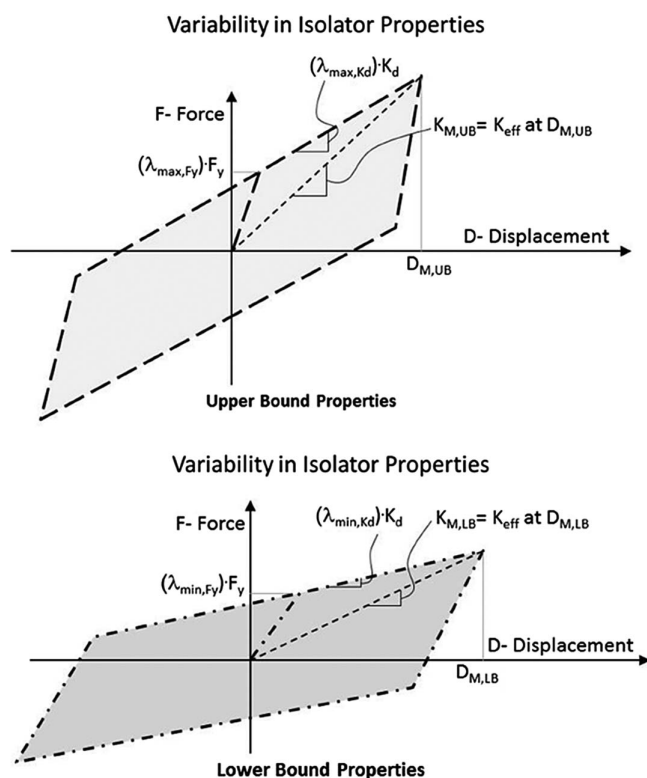 Variability in Isolator Properties
(λmax,Kd)·Kd
F- Force
KM,UB= Keff at DM,UB
(λmax,Fy)·Fy
D- Displacement
DM,UB
Upper Bound Properties
Variability in Isolator Properties
F- Force
(λmin,Kd)·Kd
KM,LB= Keff at DM,LB
(λmin,Fy)·Fy
D- Displacement
DM,LB
Lower Bound Properties